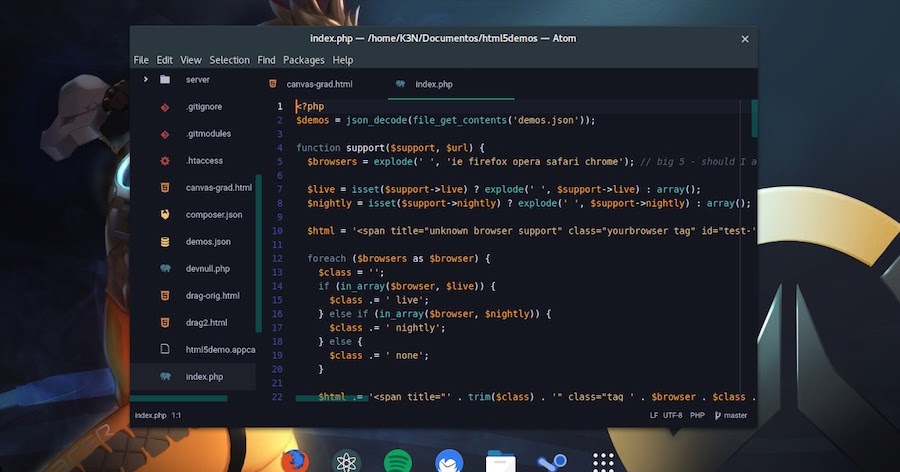 index.php — /home/K3N/Documentos/html5demos — Atom
File Edit View Selection Find Packages Help
server
.gitignore
.gitmodules
.htaccess
canvas-grad.html
composer.json
demos.json
devnull.php
drag-orig.html
drag2.html
html5demo.appca
index.php
canvas-grad.html index.php
1 <?php
2 $demos = json_decode(file_get_contents('demos.json'));
3
4 function support($support, $url) {
5 $browsers = explode(' ', 'ie firefox opera safari chrome'); // big 5 - should I a
6
7 $live = isset($support->live) ? explode(' ', $support->live) : array();
8 $nightly = isset($support->nightly) ? explode(' ', $support->nightly) : array();
9
10 $html = '<span title="unknown browser support" class="yourbrowser tag" id="test-'
11
12 foreach ($browsers as $browser) {
13 $class = '';
14 if (in_array($browser, $live)) {
15 $class .= ' live';
16 } else if (in_array($browser, $nightly)) {
17 $class .= ' nightly';
18 } else {
19 $class .= ' none';
20 }
21
22 $html .= '<span title="' . trim($class) . '" class="tag ' . $browser . $class .
index.php 1:1 LF UTF-8 PHP master